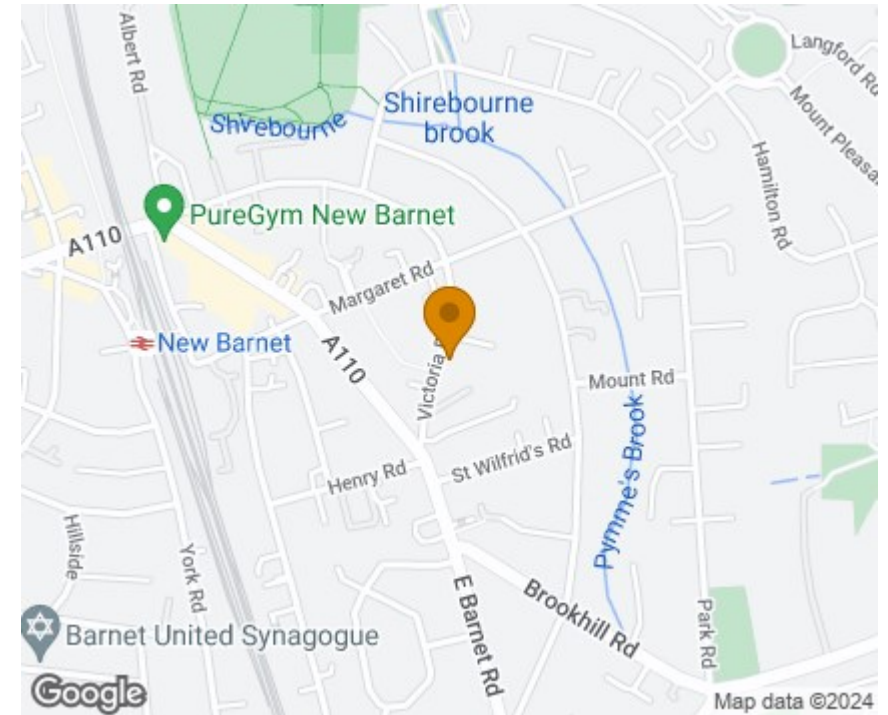 Albert Rd
Langford Rd
Mount Pleasa
Shirebourne
brook
Shirebourne
Hamilton Rd
PureGym New Barnet
A110
Margaret Rd
New Barnet
A110
Victoria
Mount Rd
St Wilfrid's Rd
Henry Rd
Pymme's Brook
Hillside
York Rd
E Barnet Rd
Brookhill Rd
Park Rd
Barnet United Synagogue
Google
Map data ©2024